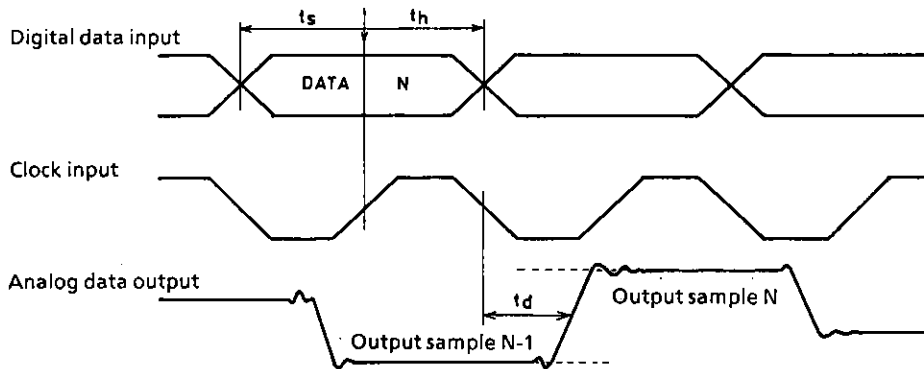 ts
th
Digital data input
DATA N
Clock input
Analog data output
td
Output sample N
Output sample N-1